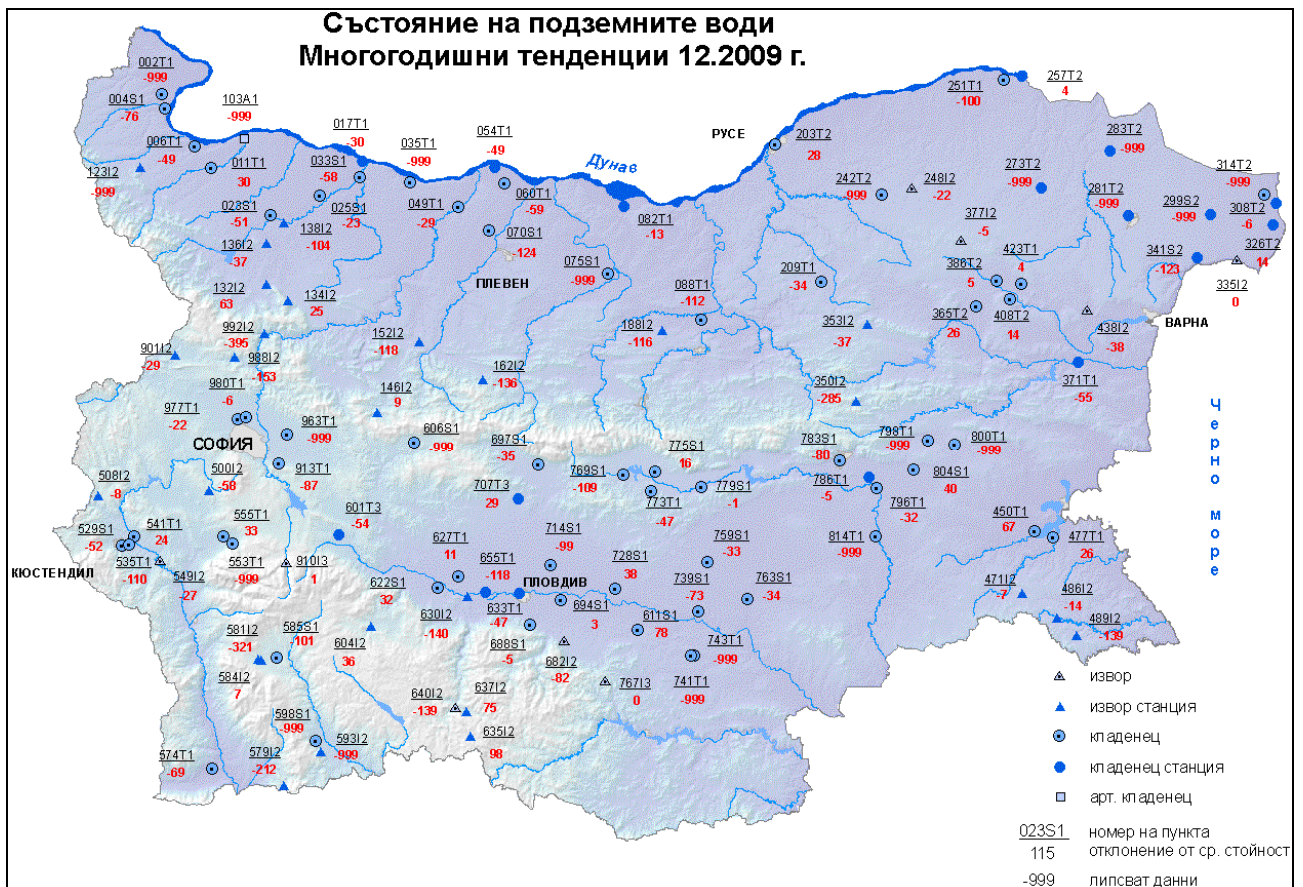 Състояние на подземните води
Многогодишни тенденции 12.2009 г.
002T1
-999
004S1
-76
103A1
-999
006T1
-49
011T1
30
123I2
-999
017T1
-30
033S1
-58
035T1
-999
054T1
-49
028S1
-51
025S1
-23
049T1
-29
060T1
-59
138I2
-104
136I2
-37
070S1
-124
082T1
-13
132I2
63
134I2
25
ПЛЕВЕН
075S1
-999
088T1
-112
Дунав
РУСЕ
203T2
28
251T1
-100
257T2
4
283T2
-999
242T2
-999
248I2
-22
273T2
-999
281T2
-999
299S2
-999
314T2
-999
308T2
-6
326T2
14
377I2
-5
423T1
4
386T2
5
341S2
-123
335I2
0
209T1
-34
365T2
26
408T2
14
438I2
-38
ВАРНА
353I2
-37
188I2
-116
371T1
-55
350I2
-285
992I2
-395
901I2
-29
988I2
-153
152I2
-118
162I2
-136
146I2
9
980T1
-6
977T1
-22
963T1
-999
СОФИЯ
606S1
-999
697S1
-35
775S1
16
783S1
-80
798T1
-999
800T1
-999
508I2
-8
500I2
-58
913T1
-87
769S1
-109
773T1
-47
779S1
-1
786T1
-5
796T1
-32
804S1
40
707T3
29
601T3
-54
529S1
-52
541T1
24
555T1
33
535T1
-110
553T1
-999
КЮСТЕНДИЛ
549I2
-27
910I3
1
627T1
11
714S1
-99
759S1
-33
814T1
-999
450T1
67
477T1
26
655T1
-118
ПЛОВДИВ
728S1
38
622S1
32
739S1
-73
763S1
-34
471I2
-7
486I2
-14
489I2
-139
630I2
-140
633T1
-47
694S1
3
611S1
78
581I2
-321
585S1
-101
604I2
36
688S1
-5
682I2
-82
743T1
-999
584I2
7
640I2
-139
637I2
75
767I3
0
741T1
-999
598S1
-999
593I2
-999
635I2
98
574T1
-69
579I2
-212
Черно море
извор
извор станция
кладенец
кладенец станция
арт. кладенец
023S1 номер на пункта
115 отклонение от ср. стойност
-999 липсват данни